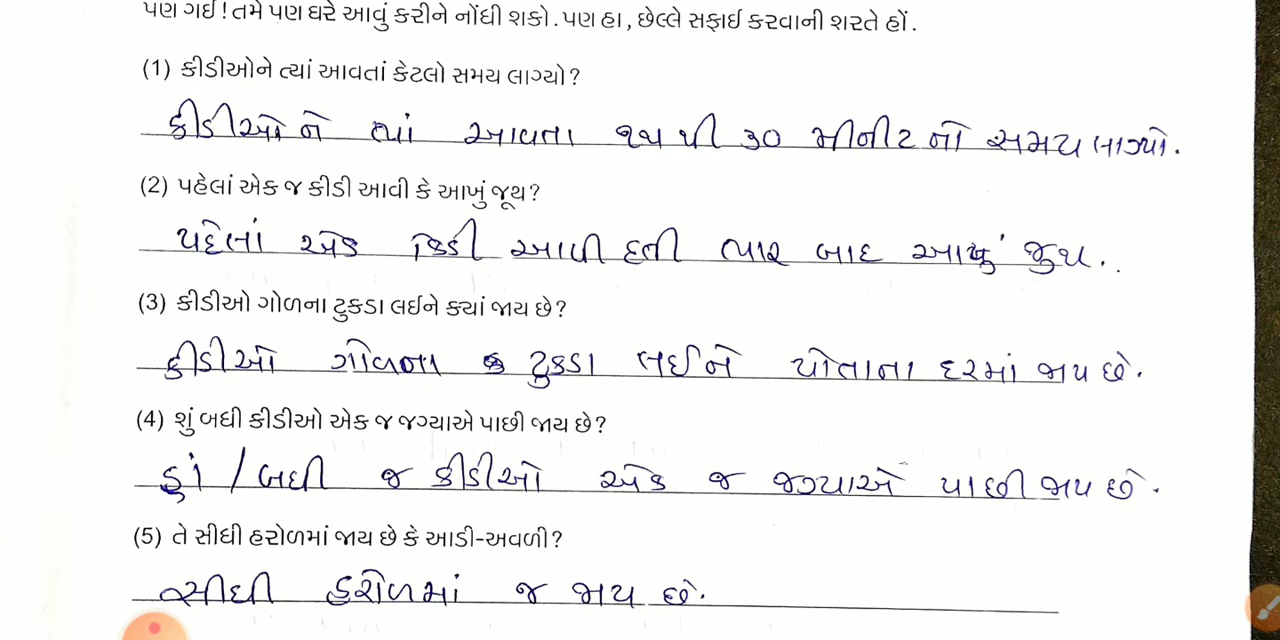 પણ ગઈ! તમે પણ ઘરે આવું કરીને નોંધી શકો. પણ હા, છેલ્લે સફાઈ કરવાની શરતે હોં.
(1) કીડીઓને ત્યાં આવતાં કેટલો સમય લાગ્યો?
કીડીઓને ત્યાં આવતા ૨૫ થી ૩૦ મીનીટ નો સમય લાગ્યો.
(2) પહેલાં એક જ કીડી આવી કે આખું જૂથ?
પહેલાં એક કિડી આવી હતી ત્યાર બાદ આખું જુથ..
(3) કીડીઓ ગોળના ટુકડા લઈને ક્યાં જાય છે?
કીડીઓ ગોળના ટુકડા લઈને પોતાના દરમાં જાય છે.
(4) શું બધી કીડીઓ એક જ જગ્યાએ પાછી જાય છે?
હાં / બધી જ કીડીઓ એક જ જગ્યાએ પાછી જાય છે.
(5) તે સીધી હરોળમાં જાય છે કે આડી-અવળી?
સીધી હરોળમાં જ જાય છે.